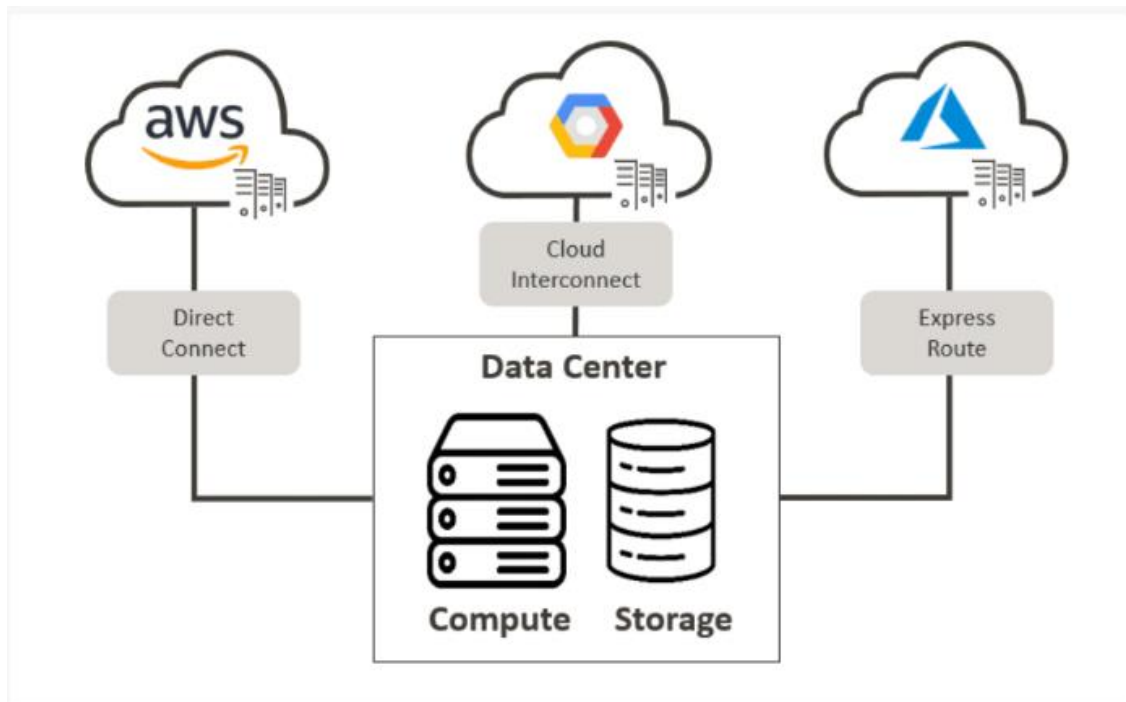 aws
Cloud
Interconnect
Direct
Connect
Express
Route
Data Center
Compute
Storage